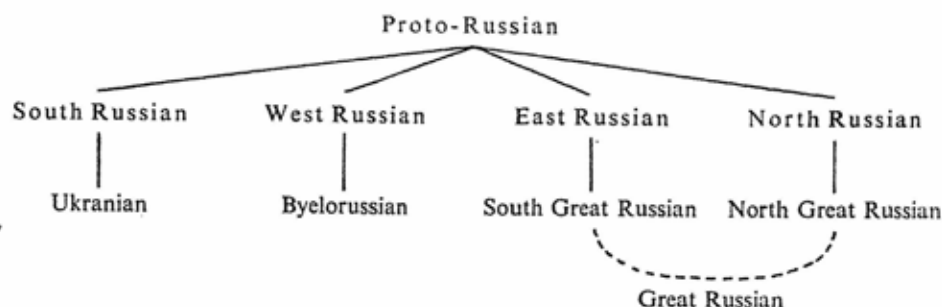 Proto-Russian
South Russian West Russian East Russian North Russian
Ukranian Byelorussian South Great Russian North Great Russian
Great Russian